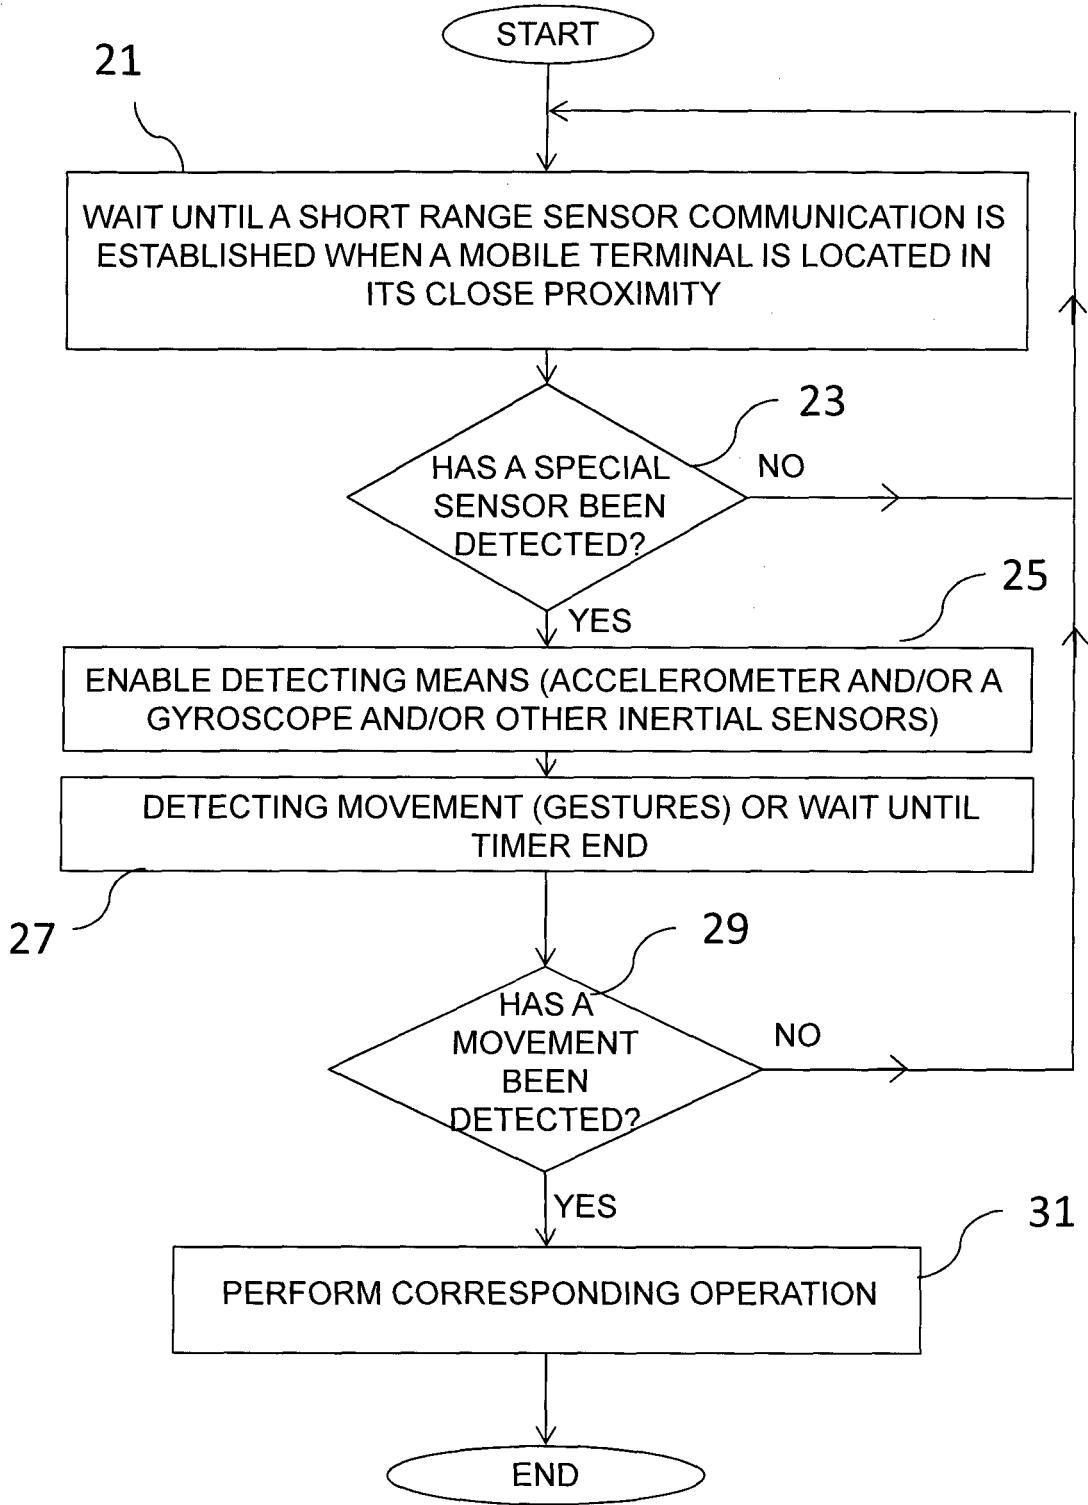 START
21
WAIT UNTIL A SHORT RANGE SENSOR COMMUNICATION IS
ESTABLISHED WHEN A MOBILE TERMINAL IS LOCATED IN
ITS CLOSE PROXIMITY
23
HAS A SPECIAL
SENSOR BEEN
DETECTED?
NO
25
YES
ENABLE DETECTING MEANS (ACCELEROMETER AND/OR A
GYROSCOPE AND/OR OTHER INERTIAL SENSORS)
DETECTING MOVEMENT (GESTURES) OR WAIT UNTIL
TIMER END
27
29
HAS A
MOVEMENT
BEEN
DETECTED?
NO
YES
31
PERFORM CORRESPONDING OPERATION
END